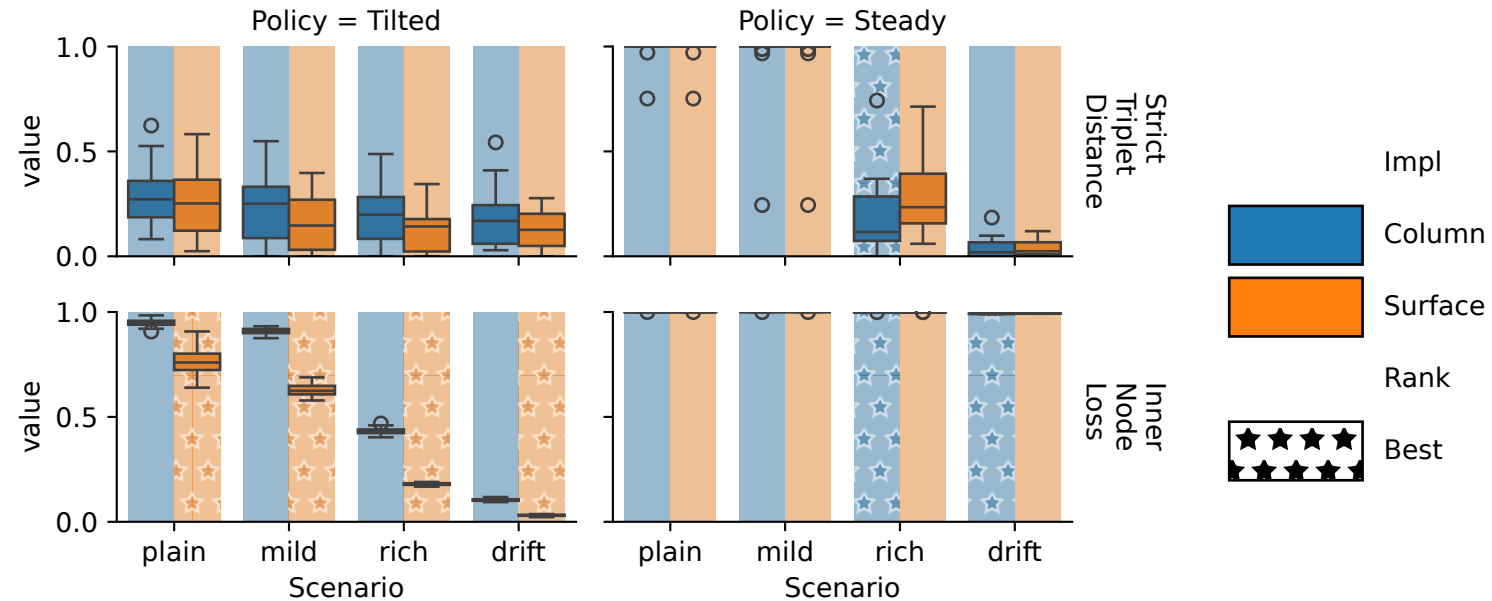 Policy = Tilted
Policy = Steady
1.0
0.5
0.0
value
Strict
Triplet
Distance
1.0
0.5
0.0
value
Inner
Node
Loss
plain
mild
rich
drift
Scenario
plain
mild
rich
drift
Scenario
Impl
Column
Surface
Rank
Best